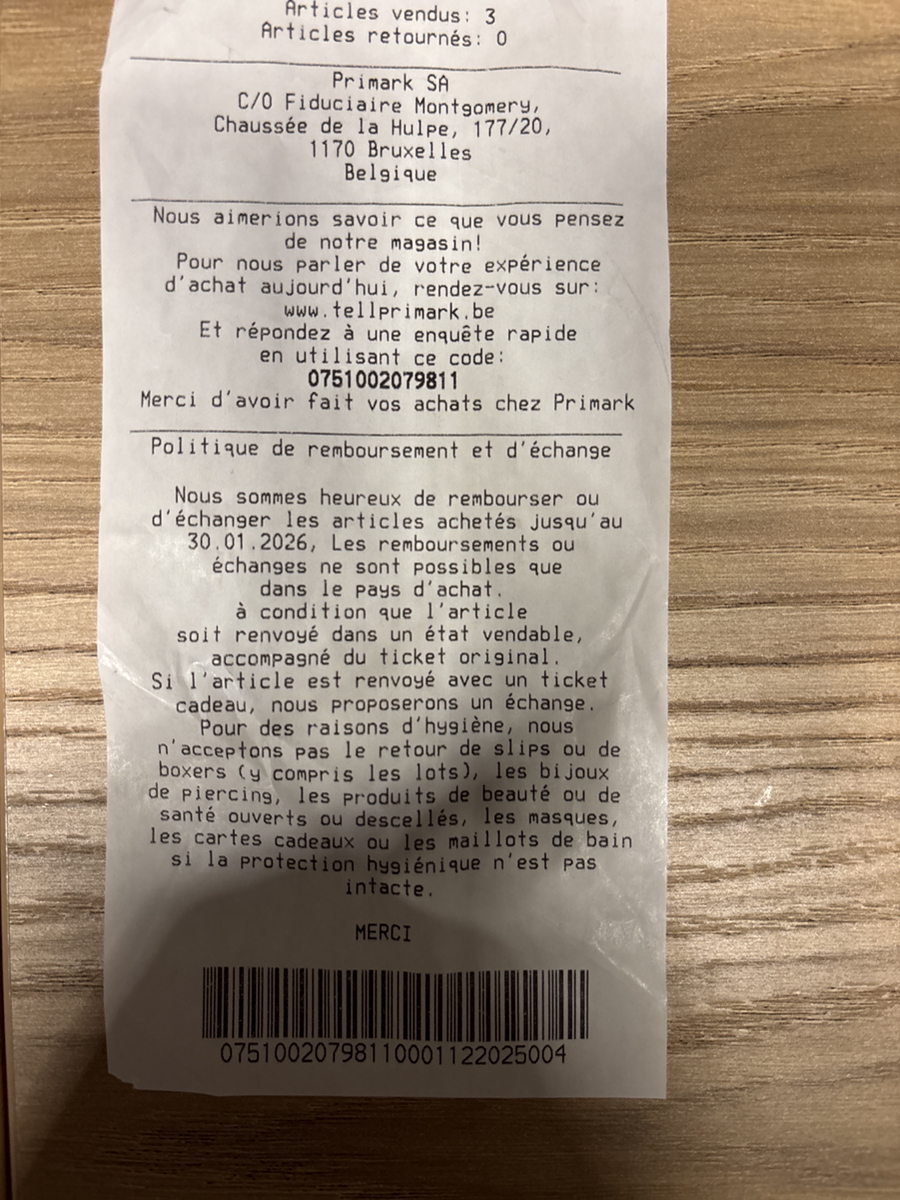 Articles vendus: 3
Articles retournés: 0
Primark SA
C/O Fiduciaire Montgomery,
Chaussée de la Hulpe, 177/20,
1170 Bruxelles
Belgique
Nous aimerions savoir ce que vous pensez
de notre magasin!
Pour nous parler de votre expérience
d'achat aujourd'hui, rendez-vous sur:
www.tellprimark.be
Et répondez à une enquête rapide
en utilisant ce code:
0751002079811
Merci d'avoir fait vos achats chez Primark
Politique de remboursement et d'échange
Nous sommes heureux de rembourser ou
d'échanger les articles achetés jusqu'au
30.01.2026, Les remboursements ou
échanges ne sont possibles que
dans le pays d'achat.
à condition que l'article
soit renvoyé dans un état vendable,
accompagné du ticket original.
Si l'article est renvoyé avec un ticket
cadeau, nous proposerons un échange.
Pour des raisons d'hygiène, nous
n'acceptons pas le retour de slips ou de
boxers (y compris les lots), les bijoux
de piercing, les produits de beauté ou de
santé ouverts ou descellés, les masques,
les cartes cadeaux ou les maillots de bain
si la protection hygiénique n'est pas
intacte.
MERCI
07510020798110001122025004